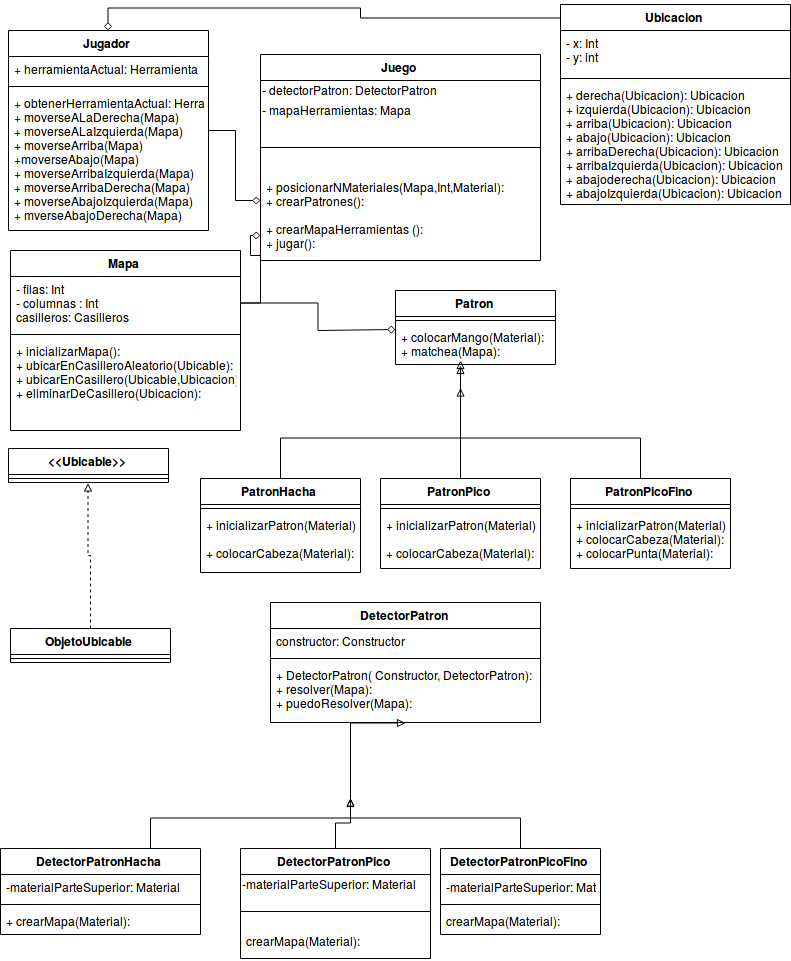 Jugador
+ herramientaActual: Herramienta
+ obtenerHerramientaActual: Herra
+ moverseALaDerecha(Mapa)
+ moverseALaIzquierda(Mapa)
+ moverseArriba(Mapa)
+moverseAbajo(Mapa)
+ moverseArribaIzquierda(Mapa)
+ moverseArribaDerecha(Mapa)
+ moverseAbajoIzquierda(Mapa)
+ mverseAbajoDerecha(Mapa)
Juego
- detectorPatron: DetectorPatron
- mapaHerramientas: Mapa
+ posicionarNMateriales(Mapa,Int,Material):
+ crearPatrones():
+ crearMapaHerramientas ():
+ jugar():
Ubicacion
- x: Int
- y: int
+ derecha(Ubicacion): Ubicacion
+ izquierda(Ubicacion): Ubicacion
+ arriba(Ubicacion): Ubicacion
+ abajo(Ubicacion): Ubicacion
+ arribaDerecha(Ubicacion): Ubicacion
+ arribaIzquierda(Ubicacion): Ubicacion
+ abajoderecha(Ubicacion): Ubicacion
+ abajoIzquierda(Ubicacion): Ubicacion
Mapa
- filas: Int
- columnas : Int
casilleros: Casilleros
+ inicializarMapa():
+ ubicarEnCasilleroAleatorio(Ubicable):
+ ubicarEnCasillero(Ubicable,Ubicacion)
+ eliminarDeCasillero(Ubicacion):
Patron
+ colocarMango(Material):
+ matchea(Mapa):
<<Ubicable>>
PatronHacha
+ inicializarPatron(Material)
+ colocarCabeza(Material):
PatronPico
+ inicializarPatron(Material)
+ colocarCabeza(Material):
PatronPicoFino
+ inicializarPatron(Material)
+ colocarCabeza(Material):
+ colocarPunta(Material):
ObjetoUbicable
DetectorPatron
constructor: Constructor
+ DetectorPatron( Constructor, DetectorPatron):
+ resolver(Mapa):
+ puedoResolver(Mapa):
DetectorPatronHacha
-materialParteSuperior: Material
+ crearMapa(Material):
DetectorPatronPico
-materialParteSuperior: Material
crearMapa(Material):
DetectorPatronPicoFino
-materialParteSuperior: Mat
crearMapa(Material):